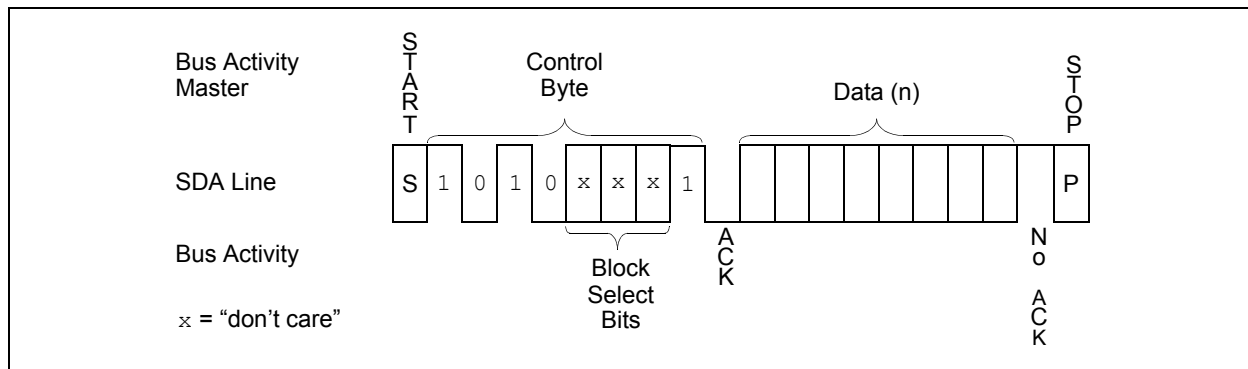 Bus Activity
Master
START
Control
Byte
Data (n)
STOP
SDA Line
S 1 0 1 0 x x x 1 P
Bus Activity
ACK
No ACK
Block
Select
Bits
x = “don’t care”